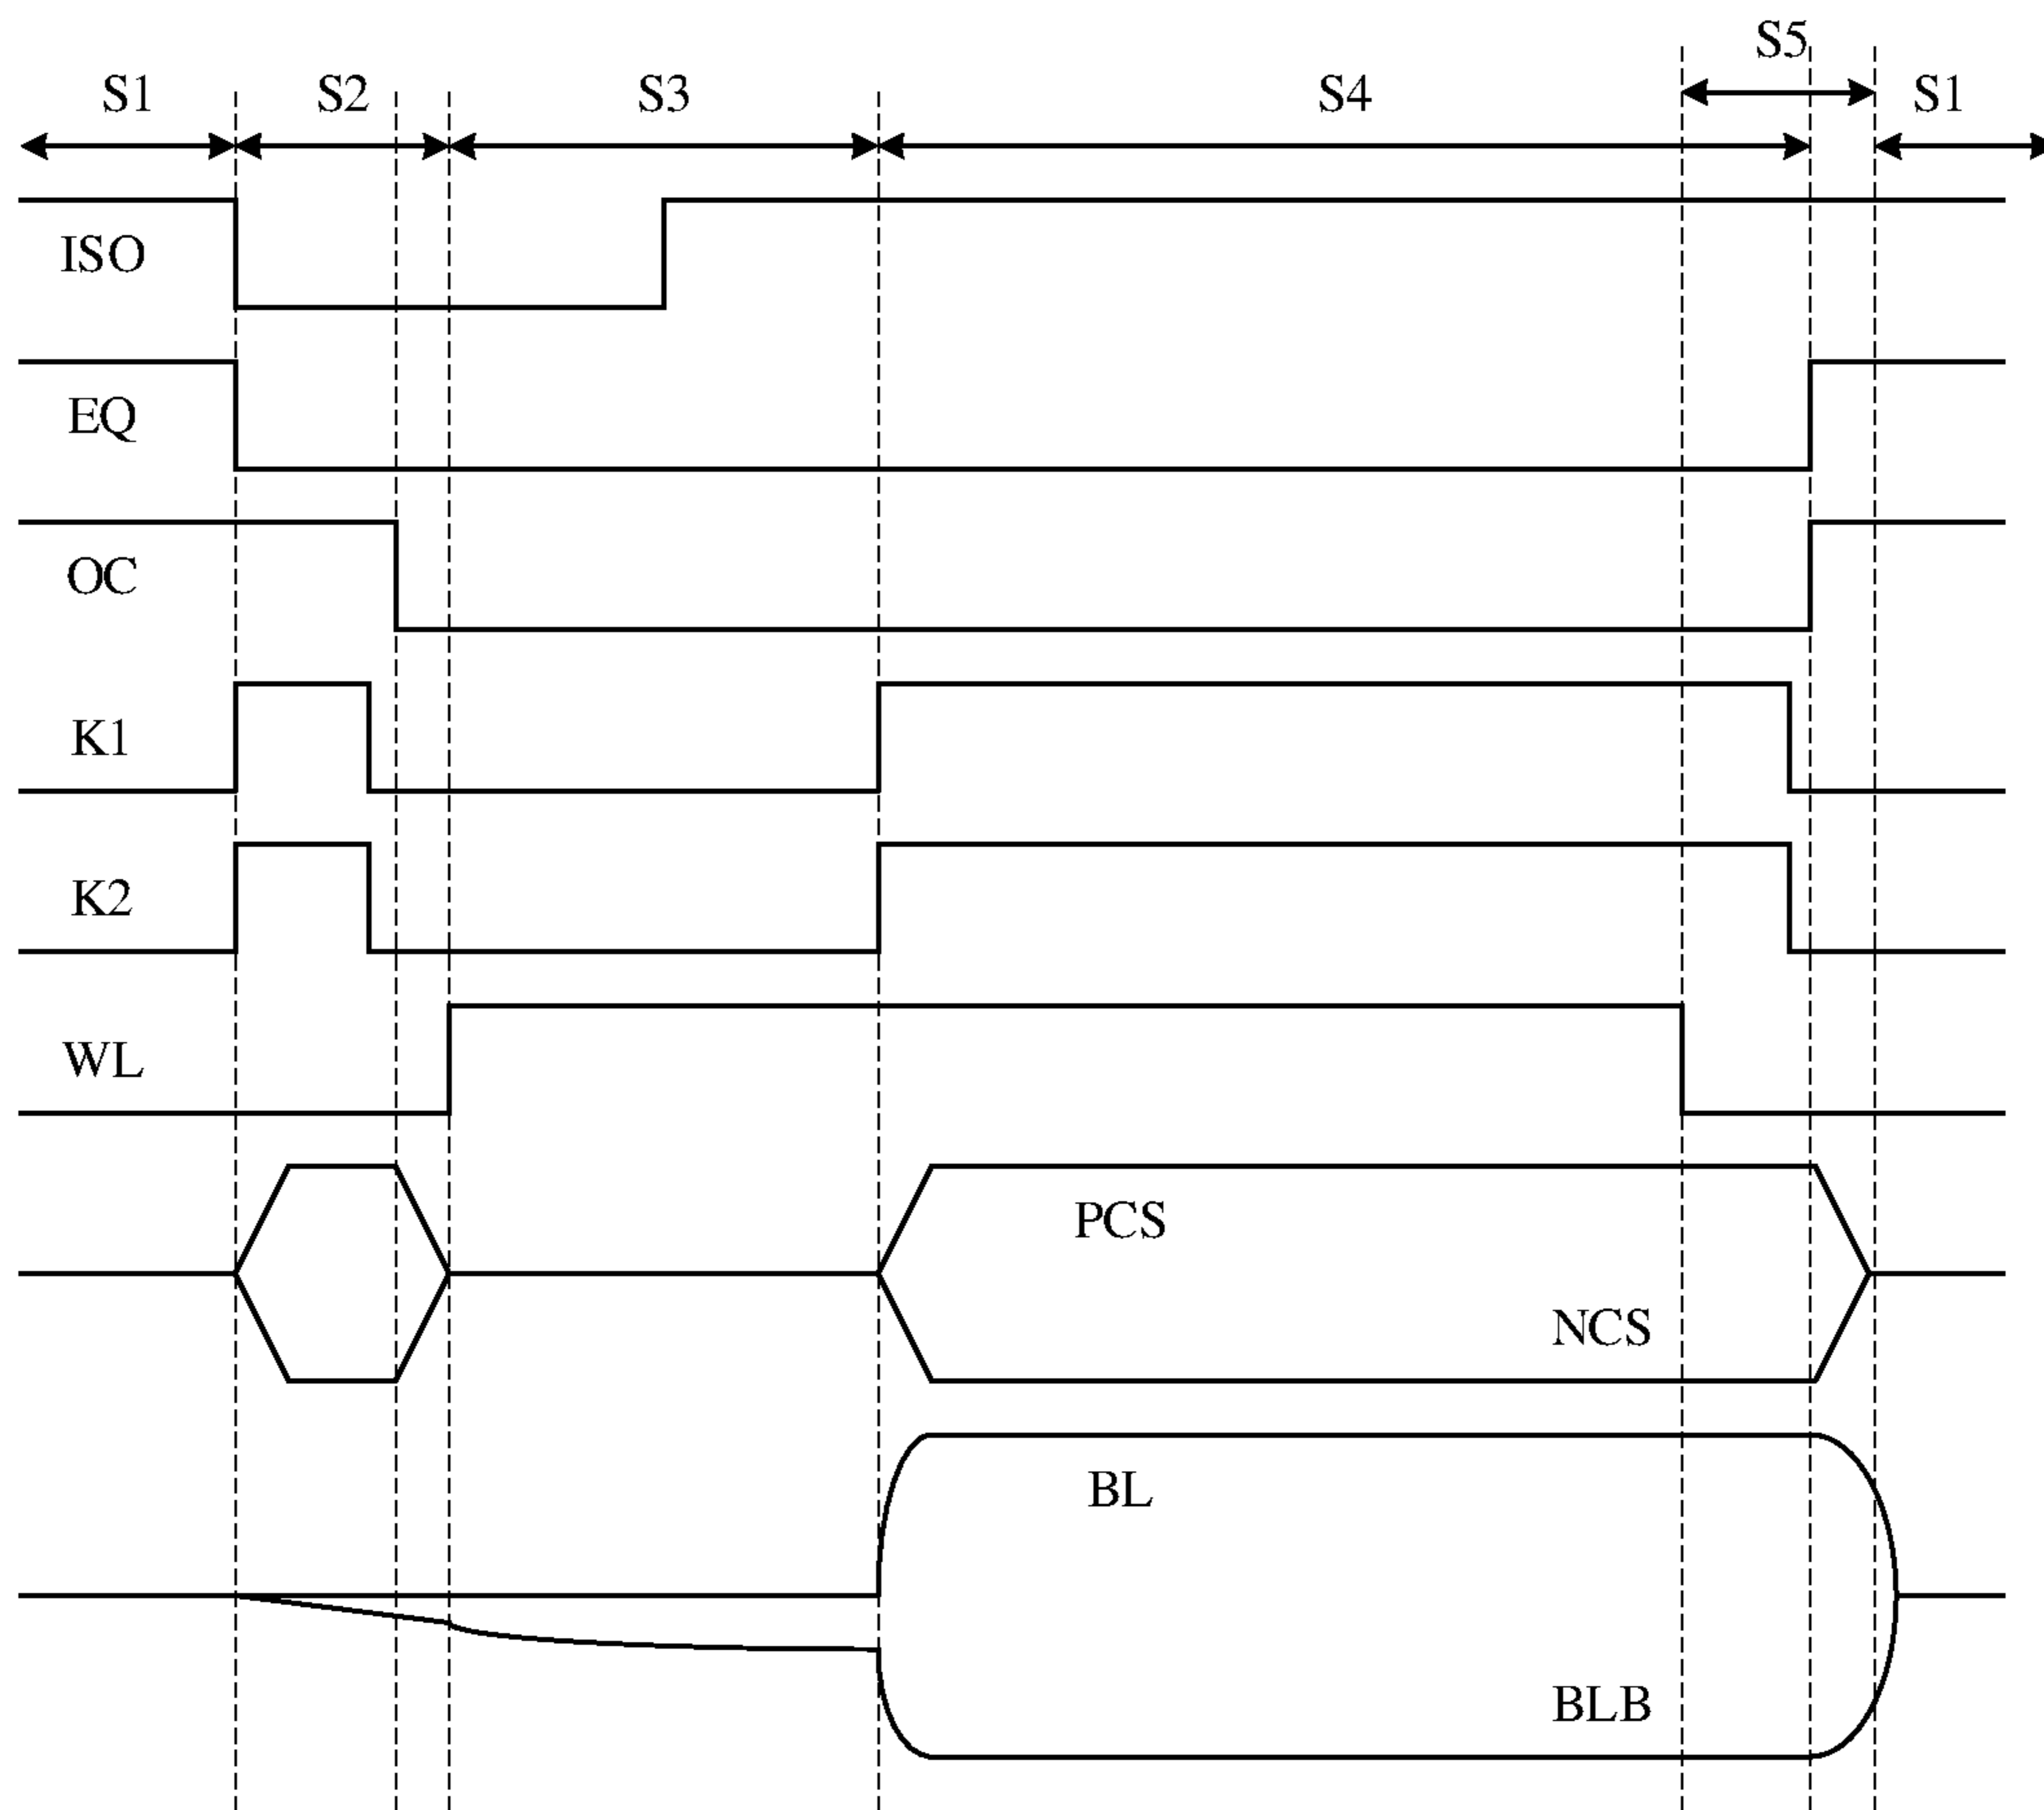 S5
S1 S2 S3 S4 S1
ISO
EQ
OC
K1
K2
WL
PCS
NCS
BL
BLB